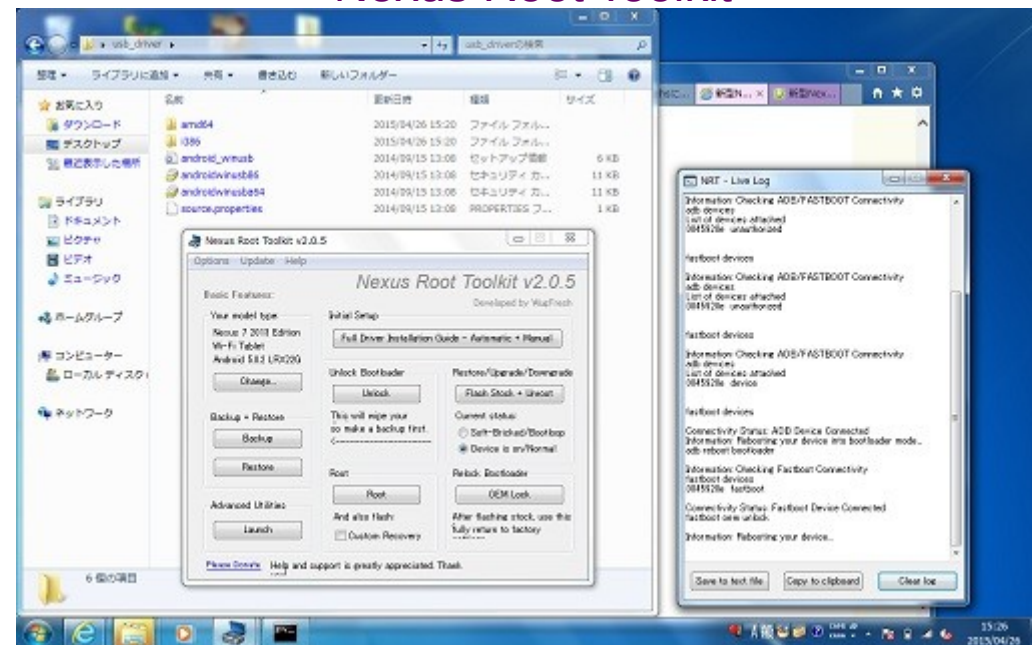 Nexus Root Toolkit
usb_driver
usb_driverの検索
整理 ライブラリに追加 共有 書き込む 新しいフォルダー
お気に入り
ダウンロード
デスクトップ
最近表示した場所
ライブラリ
ドキュメント
ピクチャ
ビデオ
ミュージック
ホームグループ
コンピューター
ローカル ディスク
ネットワーク
名前 更新日時 種類 サイズ
amd64 2015/04/26 15:20 ファイル フォル...
i386 2015/04/26 15:20 ファイル フォル...
android_winusb 2014/09/15 13:08 セットアップ情報 6 KB
androidwinusb86 2014/09/15 13:08 セキュリティ カ... 11 KB
androidwinusba64 2014/09/15 13:08 セキュリティ カ... 11 KB
source.properties 2014/09/15 13:08 PROPERTIES フ... 1 KB
6 個の項目
Nexus Root Toolkit v2.0.5
Options Update Help
Nexus Root Toolkit v2.0.5
Developed by WugFresh
Basic Features:
Your model type
Nexus 7 2013 Edition
Wi-Fi Tablet
Change...
Backup + Restore
Backup
Restore
Advanced Utilities
Launch
Initial Setup
Full Driver Installation Guide - Automatic + Manual
Unlock Bootloader
Unlock
This will wipe your
so make a backup first.
Root
Root
And also flash:
Custom Recovery
Restore/Upgrade/Downgrade
Flash Stock + Unroot
Current status:
Soft-Bricked/Bootloop
Device is on/Normal
Relock Bootloader
OEM Lock
After flashing stock, use this
fully return to factory
Please Donate Help and support is greatly appreciated. Thank.
NRT - Live Log
Information: Checking ADB/FASTBOOT Connectivity
adb devices
List of devices attached
unauthorized
fastboot devices
Information: Checking ADB/FASTBOOT Connectivity
adb devices
List of devices attached
unauthorized
fastboot devices
Information: Checking ADB/FASTBOOT Connectivity
adb devices
List of devices attached
device
fastboot devices
Connectivity Status: ADB Device Connected
Information: Rebooting your device into bootloader mode..
adb reboot bootloader
Information: Checking Fastboot Connectivity
fastboot devices
fastboot
Connectivity Status: Fastboot Device Connected
fastboot oem unlock.
Information: Rebooting your device..
Save to text file Copy to clipboard Clear log
15:26
2015/04/26